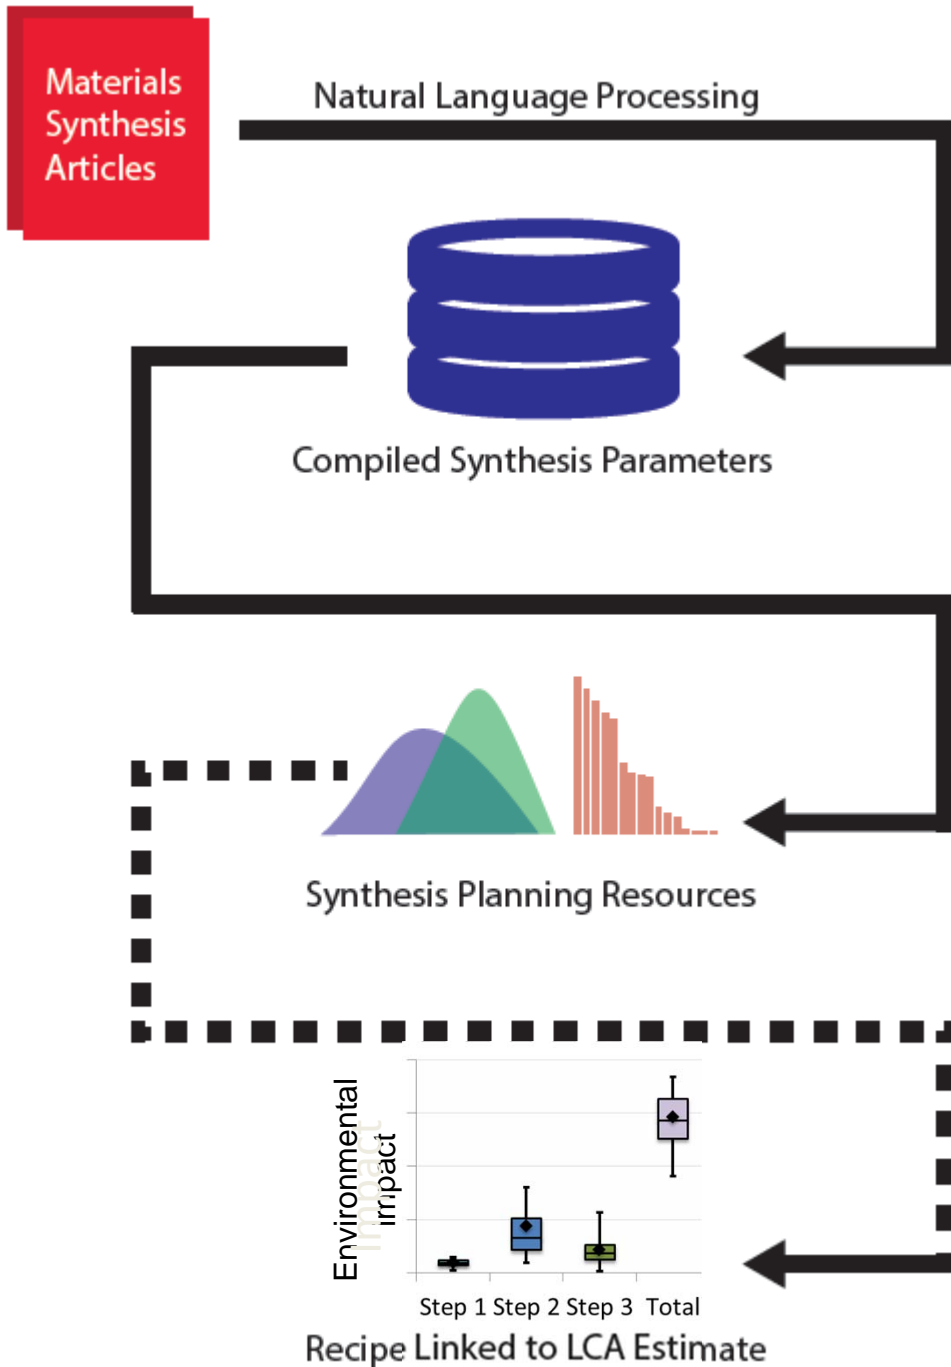 Materials
Synthesis
Articles
Natural Language Processing
Compiled Synthesis Parameters
Synthesis Planning Resources
Environmental
Impact
Impact
Step 1 Step 2 Step 3 Total
Recipe Linked to LCA Estimate